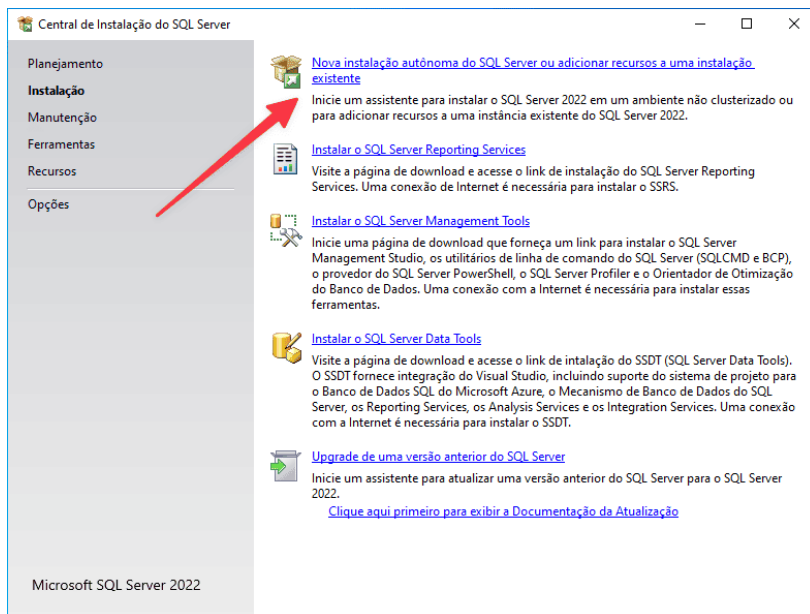 Central de Instalação do SQL Server
Planejamento
Instalação
Manutenção
Ferramentas
Recursos
Opções
Nova instalação autônoma do SQL Server ou adicionar recursos a uma instalação
existente
Inicie um assistente para instalar o SQL Server 2022 em um ambiente não clusterizado ou
para adicionar recursos a uma instância existente do SQL Server 2022.
Instalar o SQL Server Reporting Services
Visite a página de download e acesse o link de instalação do SQL Server Reporting
Services. Uma conexão de Internet é necessária para instalar o SSRS.
Instalar o SQL Server Management Tools
Inicie uma página de download que forneça um link para instalar o SQL Server
Management Studio, os utilitários de linha de comando do SQL Server (SQLCMD e BCP),
o provedor do SQL Server PowerShell, o SQL Server Profiler e o Orientador de Otimização
do Banco de Dados. Uma conexão com a Internet é necessária para instalar essas
ferramentas.
Instalar o SQL Server Data Tools
Visite a página de download e acesse o link de intalação do SSDT (SQL Server Data Tools).
O SSDT fornece integração do Visual Studio, incluindo suporte do sistema de projeto para
o Banco de Dados SQL do Microsoft Azure, o Mecanismo de Banco de Dados do SQL
Server, os Reporting Services, os Analysis Services e os Integration Services. Uma conexão
com a Internet é necessária para instalar o SSDT.
Upgrade de uma versão anterior do SQL Server
Inicie um assistente para atualizar uma versão anterior do SQL Server para o SQL Server
2022.
Clique aqui primeiro para exibir a Documentação da Atualização
Microsoft SQL Server 2022